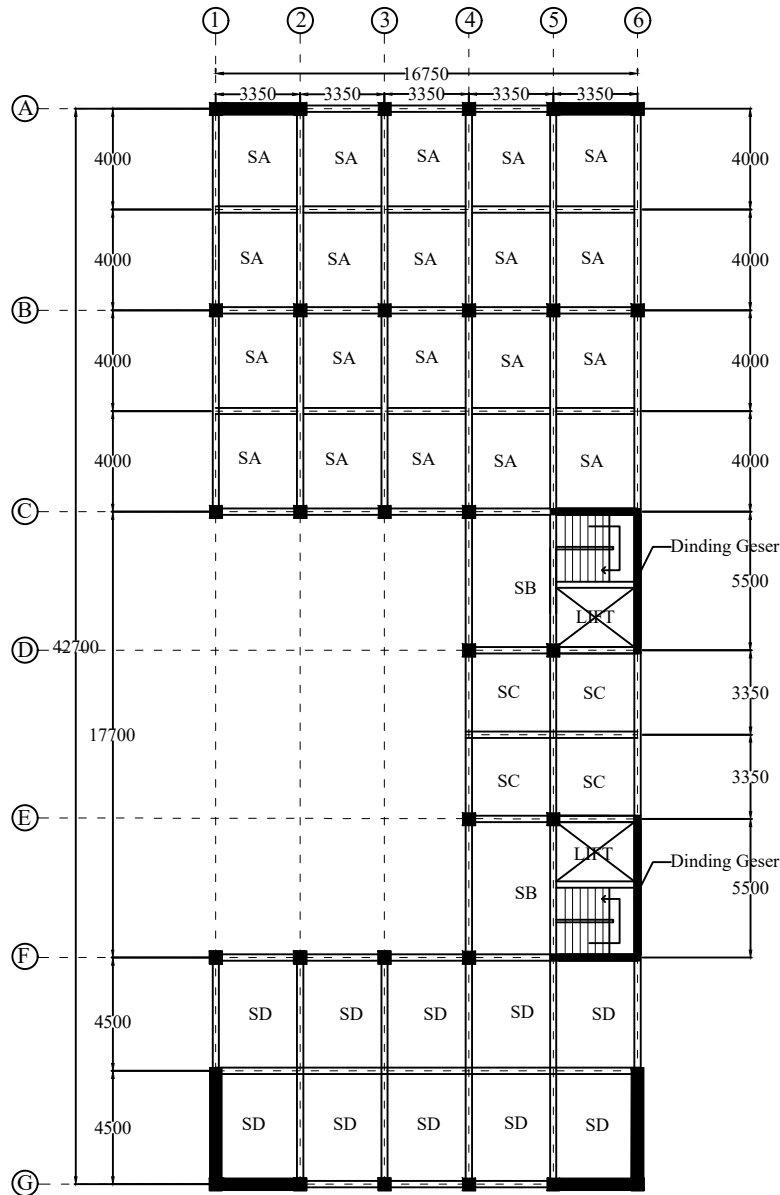 1 2 3 4 5 6
16750
3350 3350 3350 3350 3350
A
4000 SA SA SA SA SA 4000
4000 SA SA SA SA SA 4000
B
4000 SA SA SA SA SA 4000
4000 SA SA SA SA SA 4000
C
Dinding Geser
5500
SB
LIFT
D
42700
SC SC 3350
17700
SC SC 3350
E
LIFT
Dinding Geser
SB
5500
F
4500 SD SD SD SD SD
4500 SD SD SD SD SD
G